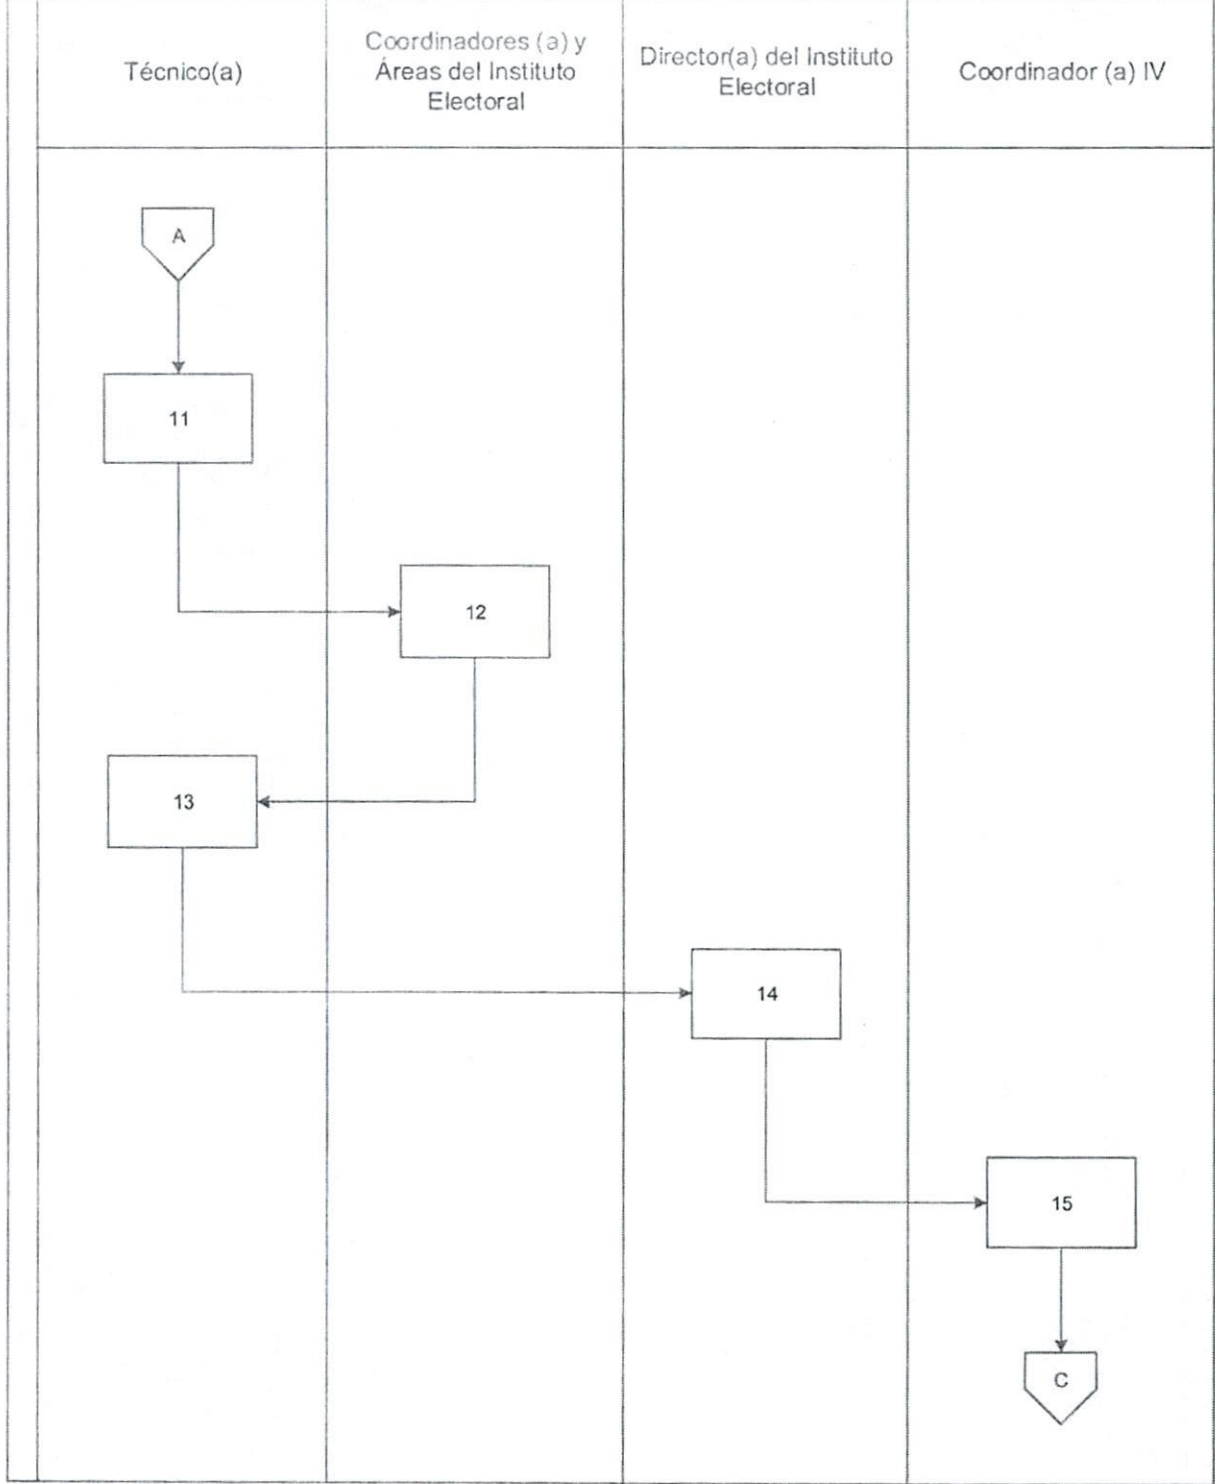 Técnico(a)
Coordinadores (a) y
Áreas del Instituto
Electoral
Director(a) del Instituto
Electoral
Coordinador (a) IV
A
11
12
13
14
15
C